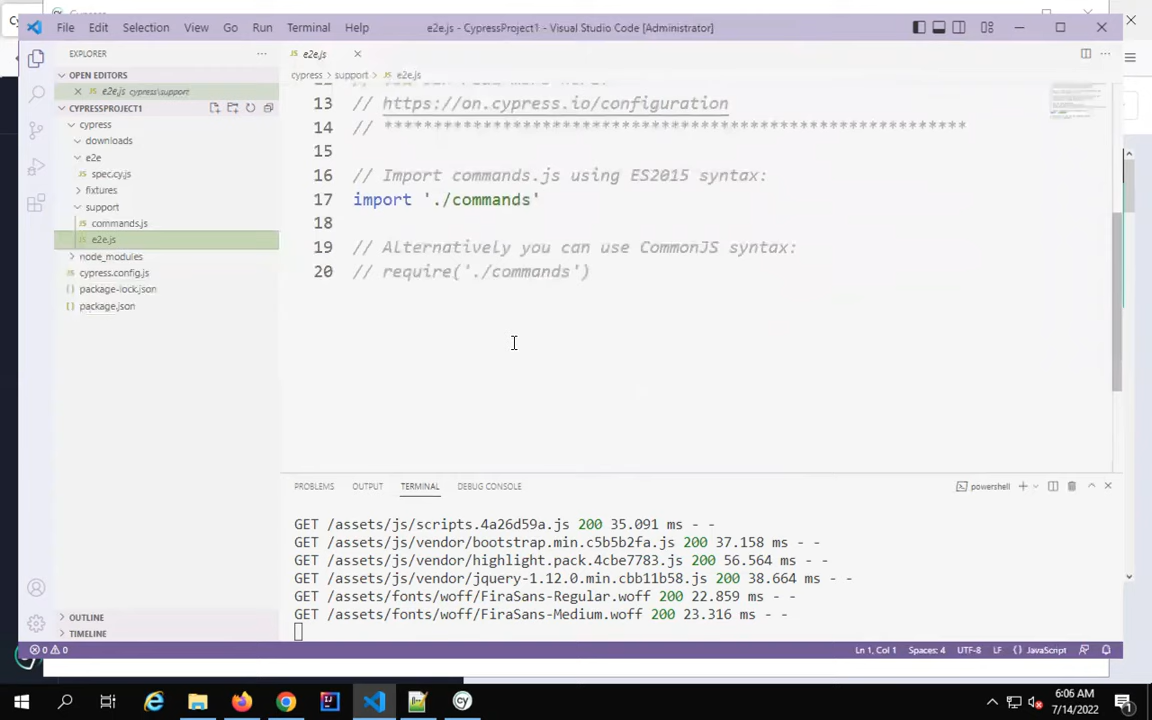 File Edit Selection View Go Run Terminal Help e2e.js - CypressProject1 - Visual Studio Code [Administrator]
EXPLORER
OPEN EDITORS
e2e.js cypress\support
CYPRESSPROJECT1
cypress
downloads
e2e
spec.cy.js
fixtures
support
commands.js
e2e.js
node_modules
cypress.config.js
package-lock.json
package.json
OUTLINE
TIMELINE
e2e.js
cypress > support > e2e.js
13 // https://on.cypress.io/configuration
14 // ***********************************************************
15
16 // Import commands.js using ES2015 syntax:
17 import './commands'
18
19 // Alternatively you can use CommonJS syntax:
20 // require('./commands')
PROBLEMS OUTPUT TERMINAL DEBUG CONSOLE powershell
GET /assets/js/scripts.4a26d59a.js 200 35.091 ms - -
GET /assets/js/vendor/bootstrap.min.c5b5b2fa.js 200 37.158 ms - -
GET /assets/js/vendor/highlight.pack.4cbe7783.js 200 56.564 ms - -
GET /assets/js/vendor/jquery-1.12.0.min.cbb11b58.js 200 38.664 ms - -
GET /assets/fonts/woff/FiraSans-Regular.woff 200 22.859 ms - -
GET /assets/fonts/woff/FiraSans-Medium.woff 200 23.316 ms - -
0 0 Ln 1, Col 1 Spaces: 4 UTF-8 LF {} JavaScript
6:06 AM
7/14/2022